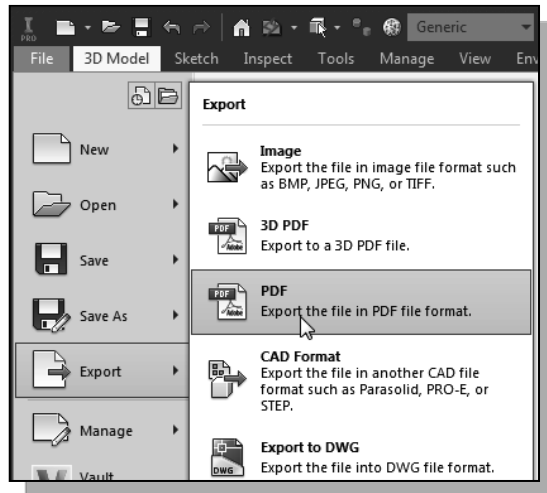 I
PRO
Generic
File 3D Model Sketch Inspect Tools Manage View Env
Export
New
Image
Export the file in image file format such
as BMP, JPEG, PNG, or TIFF.
Open
PDF
Adobe
3D PDF
Export to a 3D PDF file.
Save
PDF
Adobe
PDF
Export the file in PDF file format.
Save As
Export
CAD Format
Export the file in another CAD file
format such as Parasolid, PRO-E, or
STEP.
Manage
DWG
Export to DWG
Export the file into DWG file format.
Vault